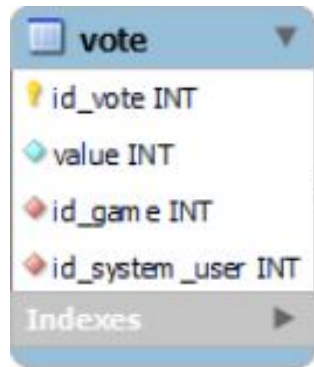 vote
id_vote INT
value INT
id_game INT
id_system_user INT
Indexes